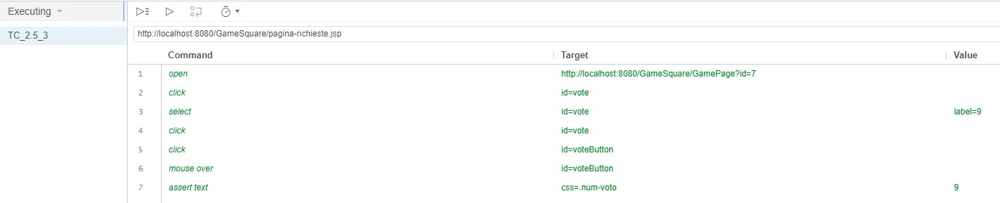 Executing
TC_2.5_3
http://localhost:8080/GameSquare/pagina-richieste.jsp
Command Target Value
1 open http://localhost:8080/GameSquare/GamePage?id=7
2 click id=vote
3 select id=vote label=9
4 click id=vote
5 click id=voteButton
6 mouse over id=voteButton
7 assert text css=.num-voto 9